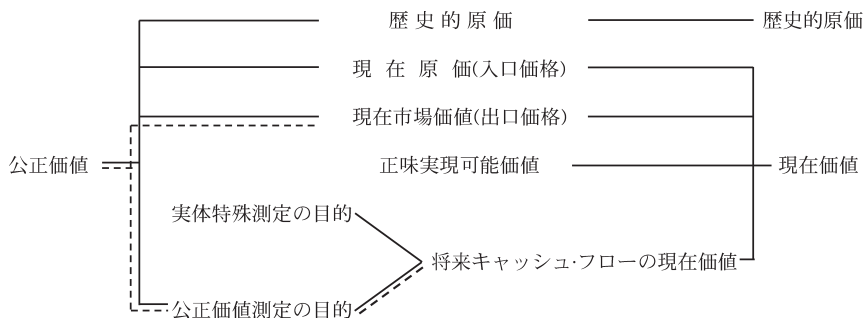 歴史的原価 歴史的原価
現在原価(入口価格)
現在市場価値(出口価格)
公正価値 正味実現可能価値 現在価値
実体特殊測定の目的
将来キャッシュ・フローの現在価値
公正価値測定の目的